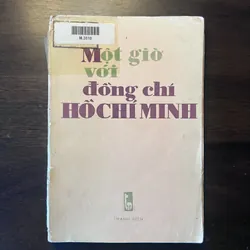 Một giờ
với
đồng chí
HỒ CHÍ MINH